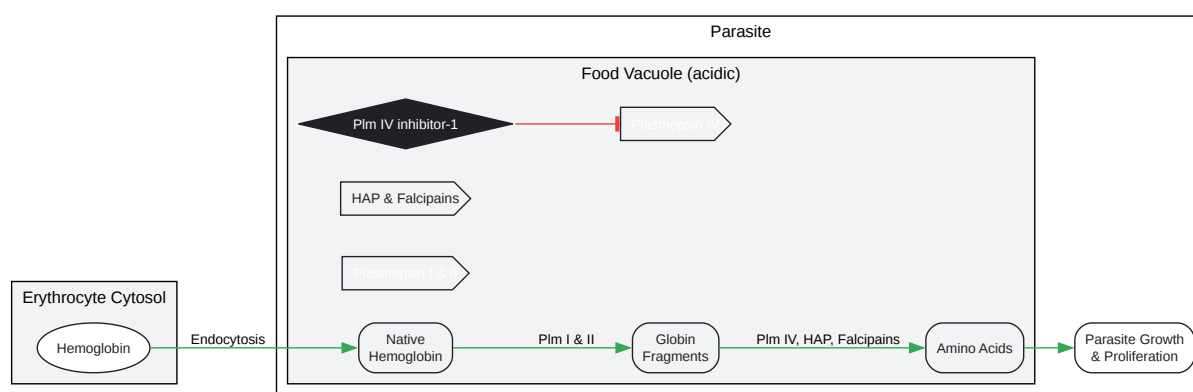 Parasite
Food Vacuole (acidic)
Plm IV inhibitor-1
Plasmepsin IV
HAP & Falcipains
Plasmepsin I & II
Erythrocyte Cytosol
Hemoglobin
Endocytosis
Native
Hemoglobin
Plm I & II
Globin
Fragments
Plm IV, HAP, Falcipains
Amino Acids
Parasite Growth
& Proliferation